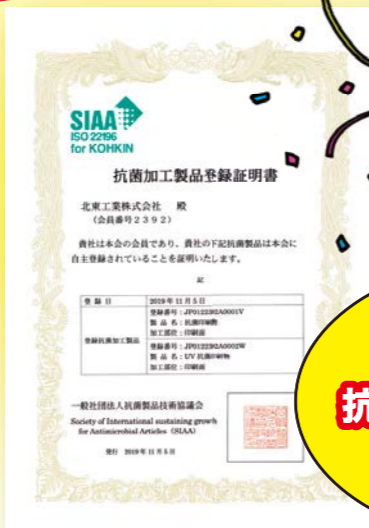 SIAA
ISO 22196
for KOHKIN
抗菌加工製品登録証明書
北東工業株式会社 殿
(会員番号2392)
貴社は本会の会員であり、貴社の下記抗菌製品は本会に
自主登録されていることを証明いたします。
記
登録日 2019年11月5日
登録抗菌加工製品
登録番号:JP0122392A0001V
製品名:抗菌印刷物
加工部位:印刷面
登録番号:JP0122392A0002W
製品名:UV抗菌印刷物
加工部位:印刷面
一般社団法人抗菌製品技術協議会
Society of International sustaining growth
for Antimicrobial Articles (SIAA)
発行 2019年11月5日
抗